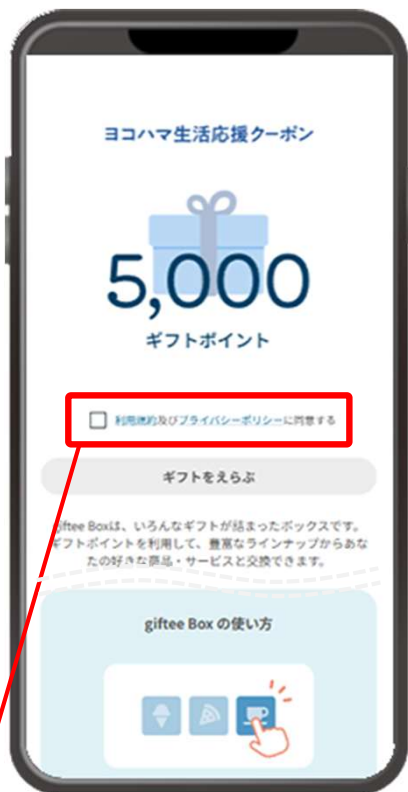 ヨコハマ生活応援クーポン
5,000
ギフトポイント
利用規約及びプライバシーポリシーに同意する
ギフトをえらぶ
giftee Boxは、いろんなギフトが詰まったボックスです。
ギフトポイントを利用して、豊富なラインナップからあな
たの好きな商品・サービスと交換できます。
giftee Box の使い方